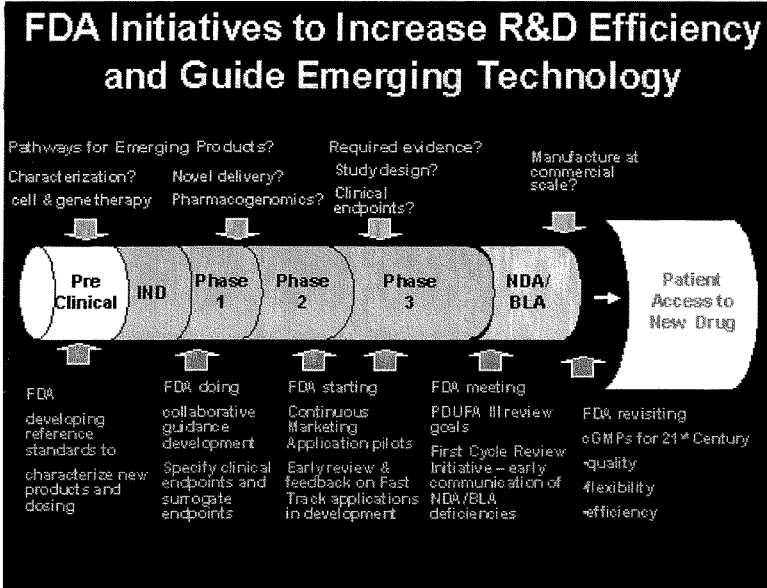 FDA Initiatives to Increase R&D Efficiency
and Guide Emerging Technology
Pathways for Emerging Products?
Characterization?
cell & gene therapy
Novel delivery?
Pharmacogenomics?
Required evidence?
Study design?
Clinical
endpoints?
Manufacture at
commercial
scale?
Pre
Clinical
IND
Phase
1
Phase
2
Phase
3
NDA/
BLA
Patient
Access to
New Drug
FDA
developing
reference
standards to
characterize new
products and
dosing
FDA doing
collaborative
guidance
development
Specify clinical
endpoints and
surrogate
endpoints
FDA starting
Continuous
Marketing
Application pilots
Early review &
feedback on Fast
Track applications
in development
FDA meeting
PDUFA III review
goals
First Cycle Review
Initiative – early
communication of
NDA/BLA
deficiencies
FDA revisiting
cGMPs for 21st Century
•quality
•flexibility
•efficiency